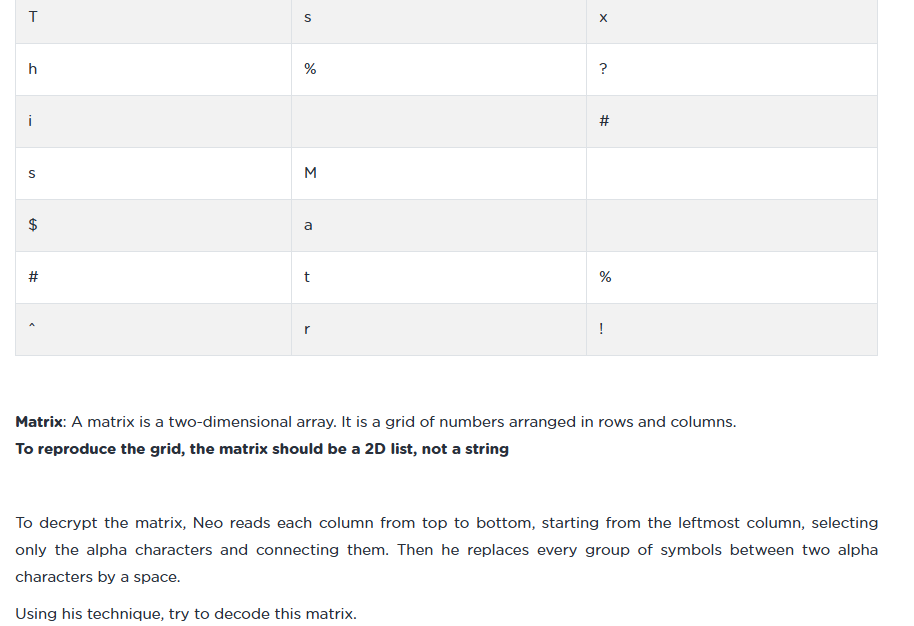 T s x
h % ?
i #
s M
$ a
# t %
^ r !
Matrix: A matrix is a two-dimensional array. It is a grid of numbers arranged in rows and columns.
To reproduce the grid, the matrix should be a 2D list, not a string
To decrypt the matrix, Neo reads each column from top to bottom, starting from the leftmost column, selecting
only the alpha characters and connecting them. Then he replaces every group of symbols between two alpha
characters by a space.
Using his technique, try to decode this matrix.